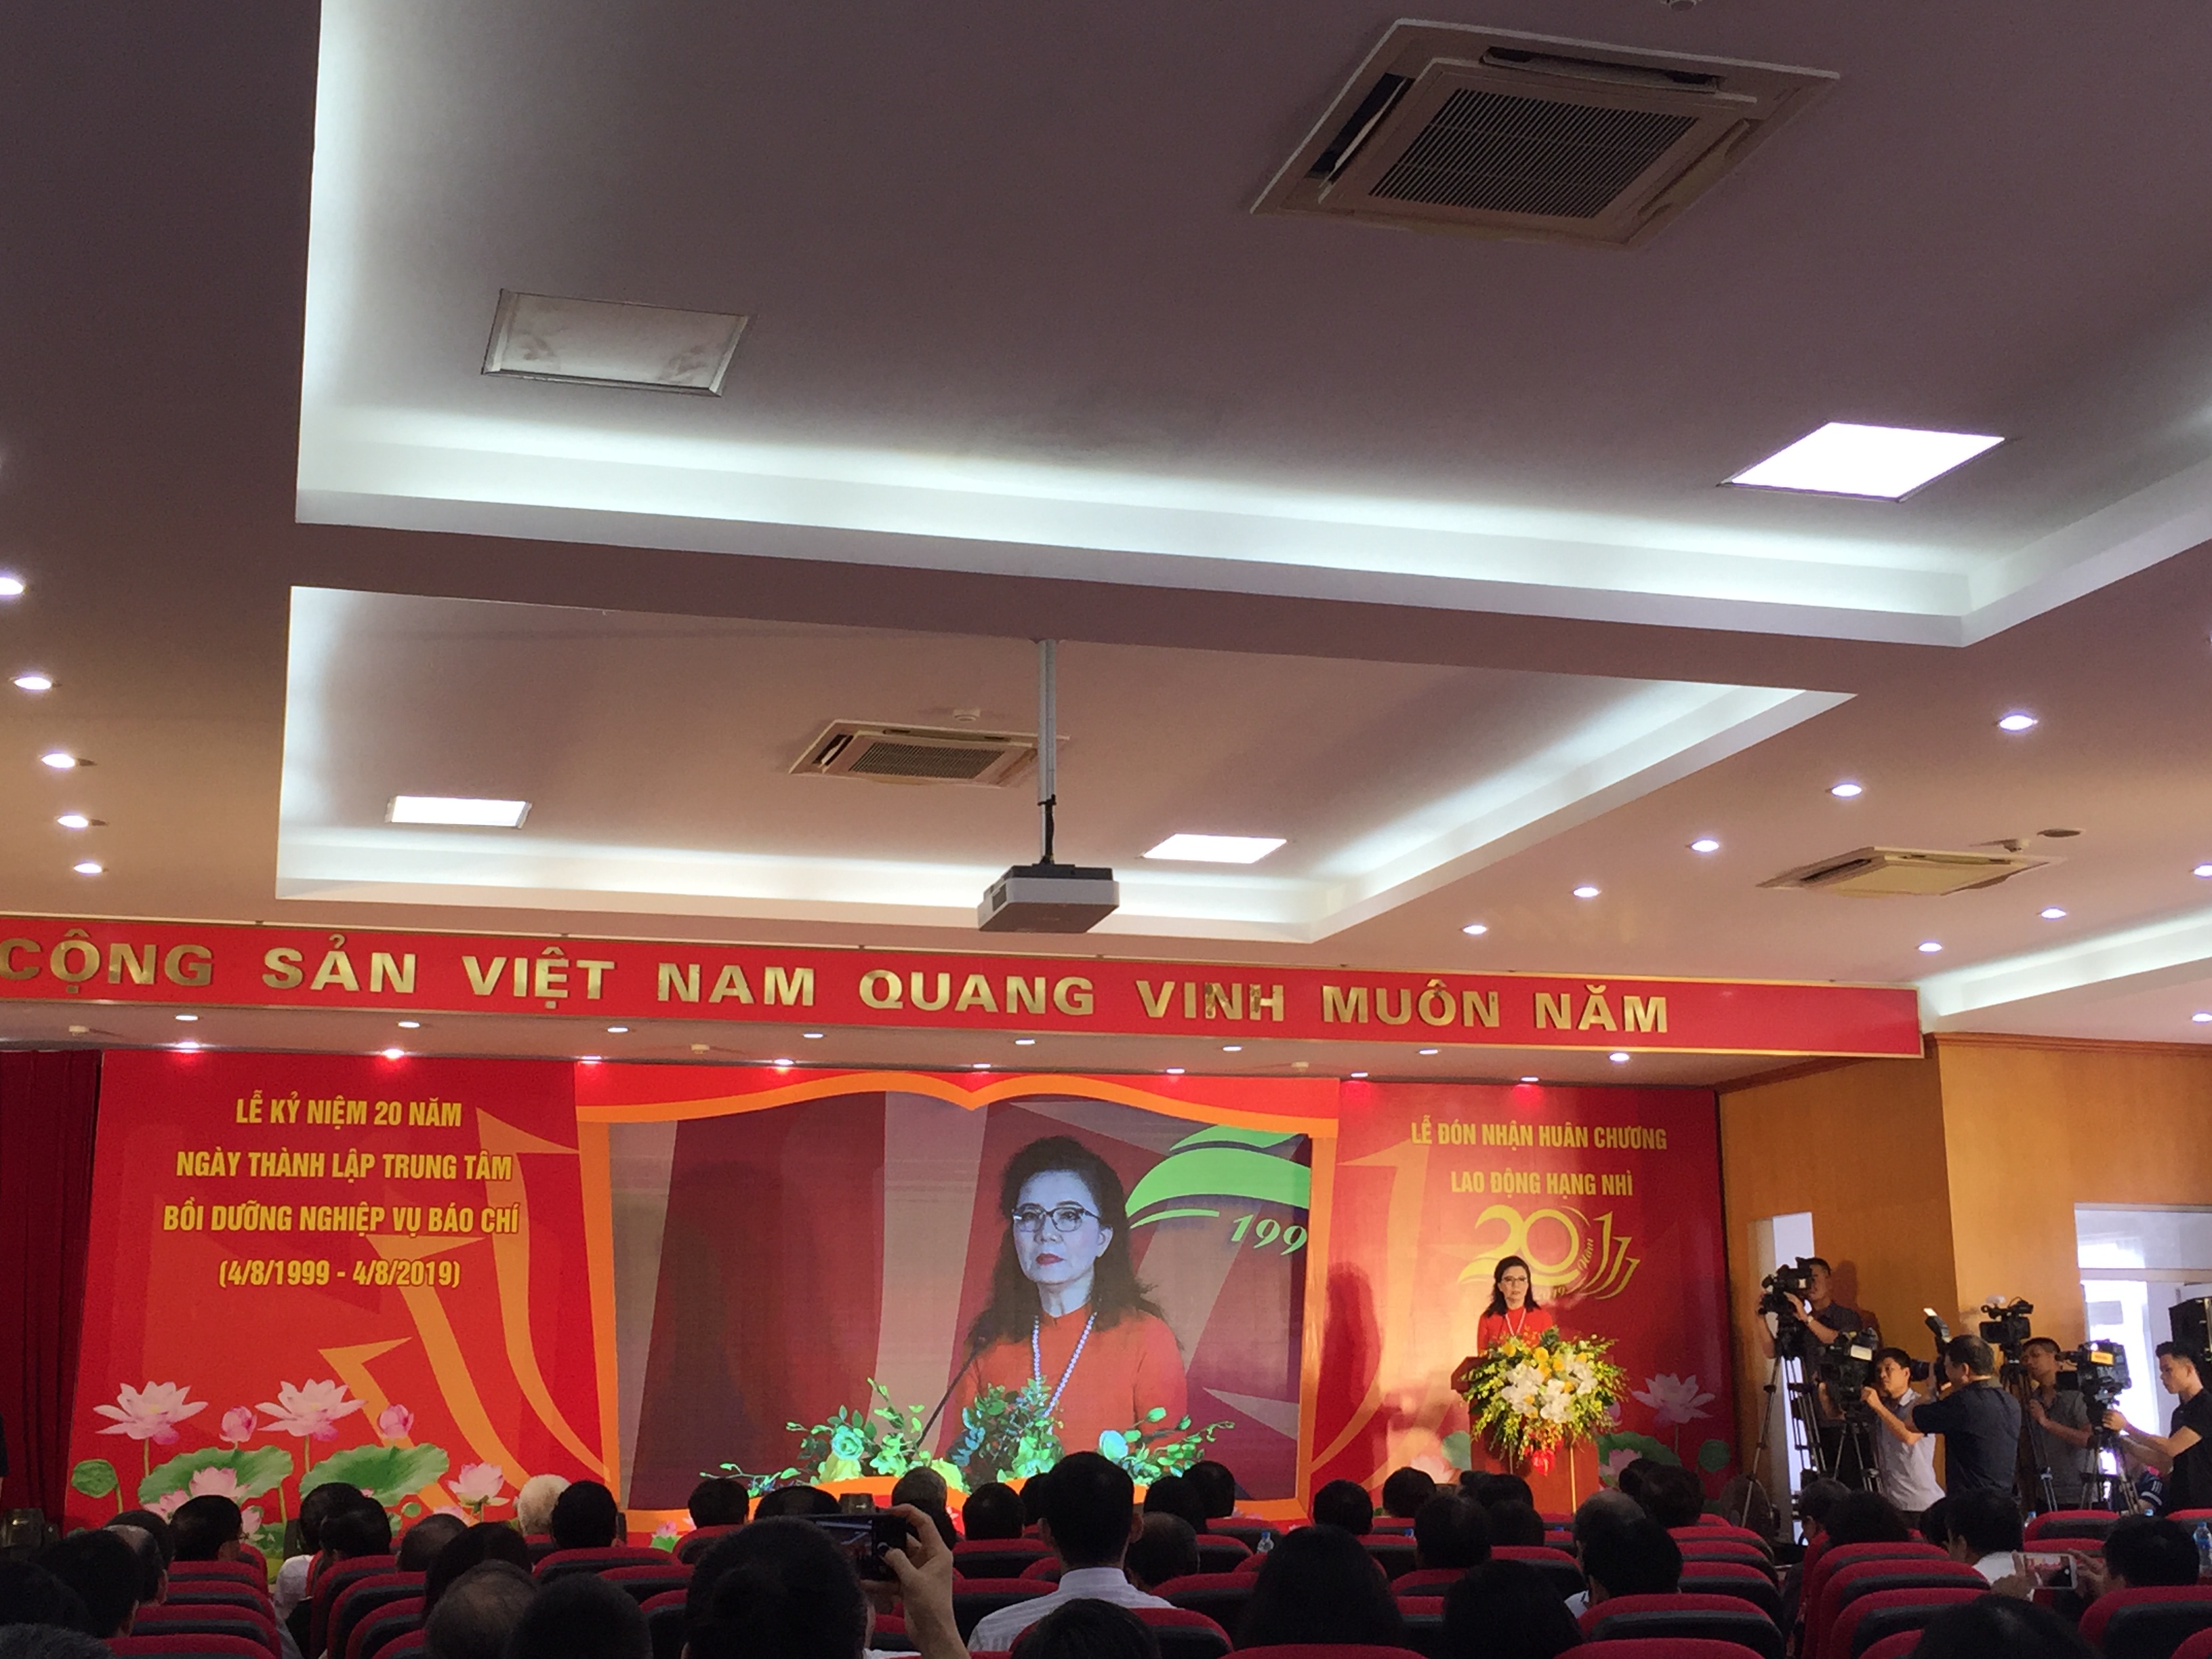 CỘNG SẢN VIỆT NAM QUANG VINH MUÔN NĂM
LỄ KỶ NIỆM 20 NĂM
NGÀY THÀNH LẬP TRUNG TÂM
BỒI DƯỠNG NGHIỆP VỤ BÁO CHÍ
(4/8/1999 - 4/8/2019)
199
LỄ ĐÓN NHẬN HUÂN CHƯƠNG
LAO ĐỘNG HẠNG NHÌ
20 Năm